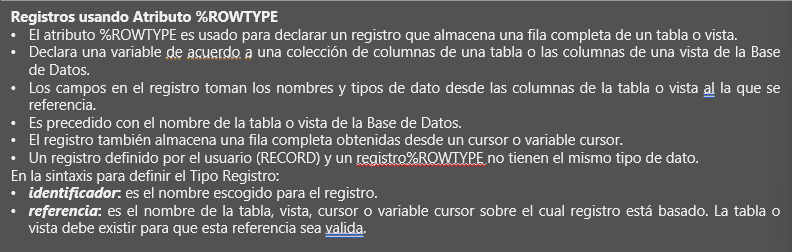 Registros usando Atributo %ROWTYPE
• El atributo %ROWTYPE es usado para declarar un registro que almacena una fila completa de un tabla o vista.
• Declara una variable de acuerdo a una colección de columnas de una tabla o las columnas de una vista de la Base
de Datos.
• Los campos en el registro toman los nombres y tipos de dato desde las columnas de la tabla o vista al la que se
referencia.
• Es precedido con el nombre de la tabla o vista de la Base de Datos.
• El registro también almacena una fila completa obtenidas desde un cursor o variable cursor.
• Un registro definido por el usuario (RECORD) y un registro%ROWTYPE no tienen el mismo tipo de dato.
En la sintaxis para definir el Tipo Registro:
• identificador: es el nombre escogido para el registro.
• referencia: es el nombre de la tabla, vista, cursor o variable cursor sobre el cual registro está basado. La tabla o
vista debe existir para que esta referencia sea valida.